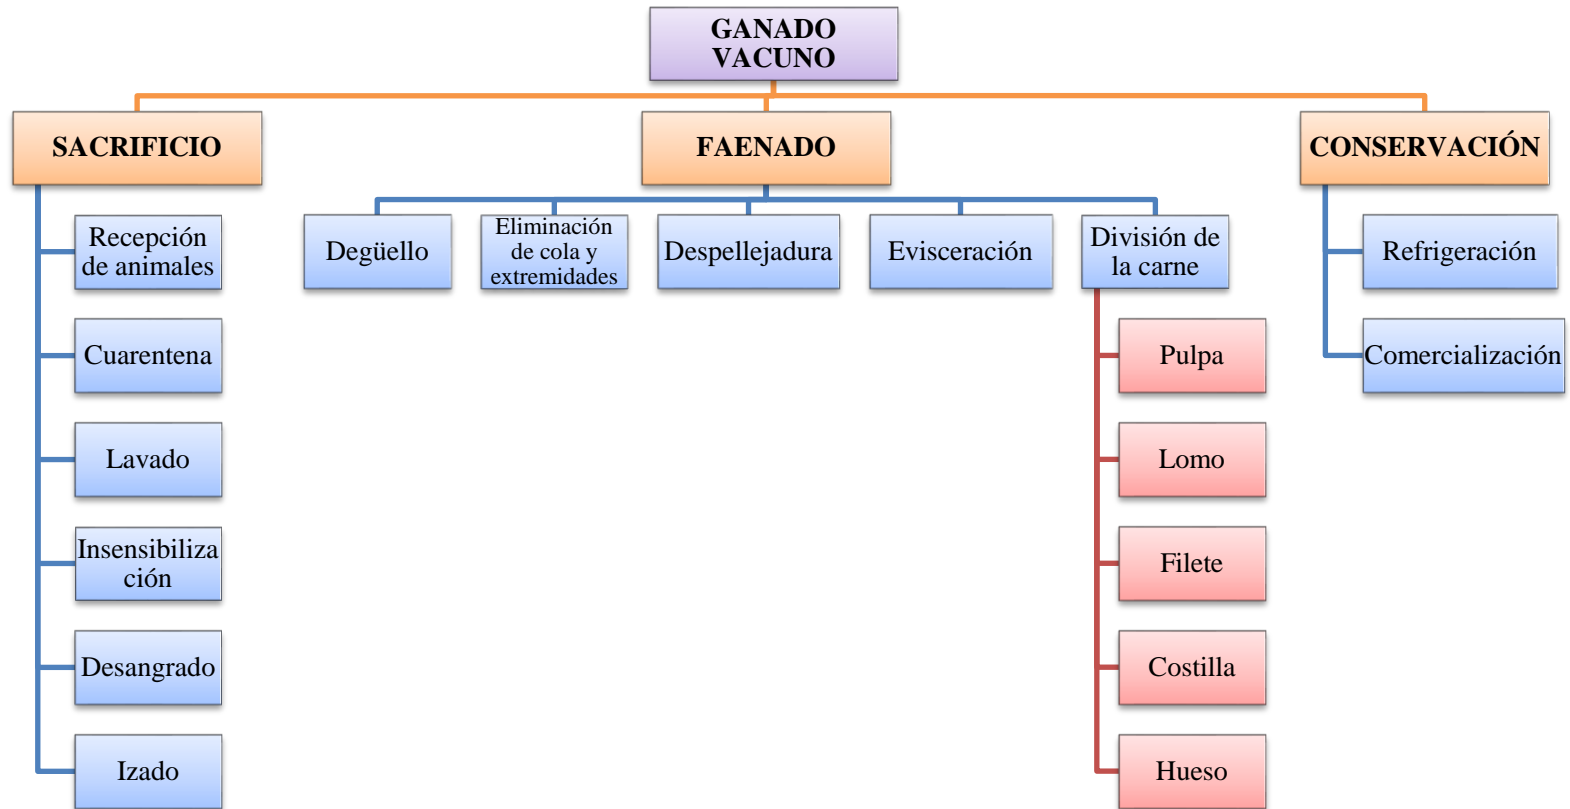 GANADO
VACUNO
SACRIFICIO
FAENADO
CONSERVACIÓN
Recepción
de animales
Cuarentena
Lavado
Insensibiliza
ción
Desangrado
Izado
Degüello
Eliminación
de cola y
extremidades
Despellejadura
Evisceración
División de
la carne
Pulpa
Lomo
Filete
Costilla
Hueso
Refrigeración
Comercialización